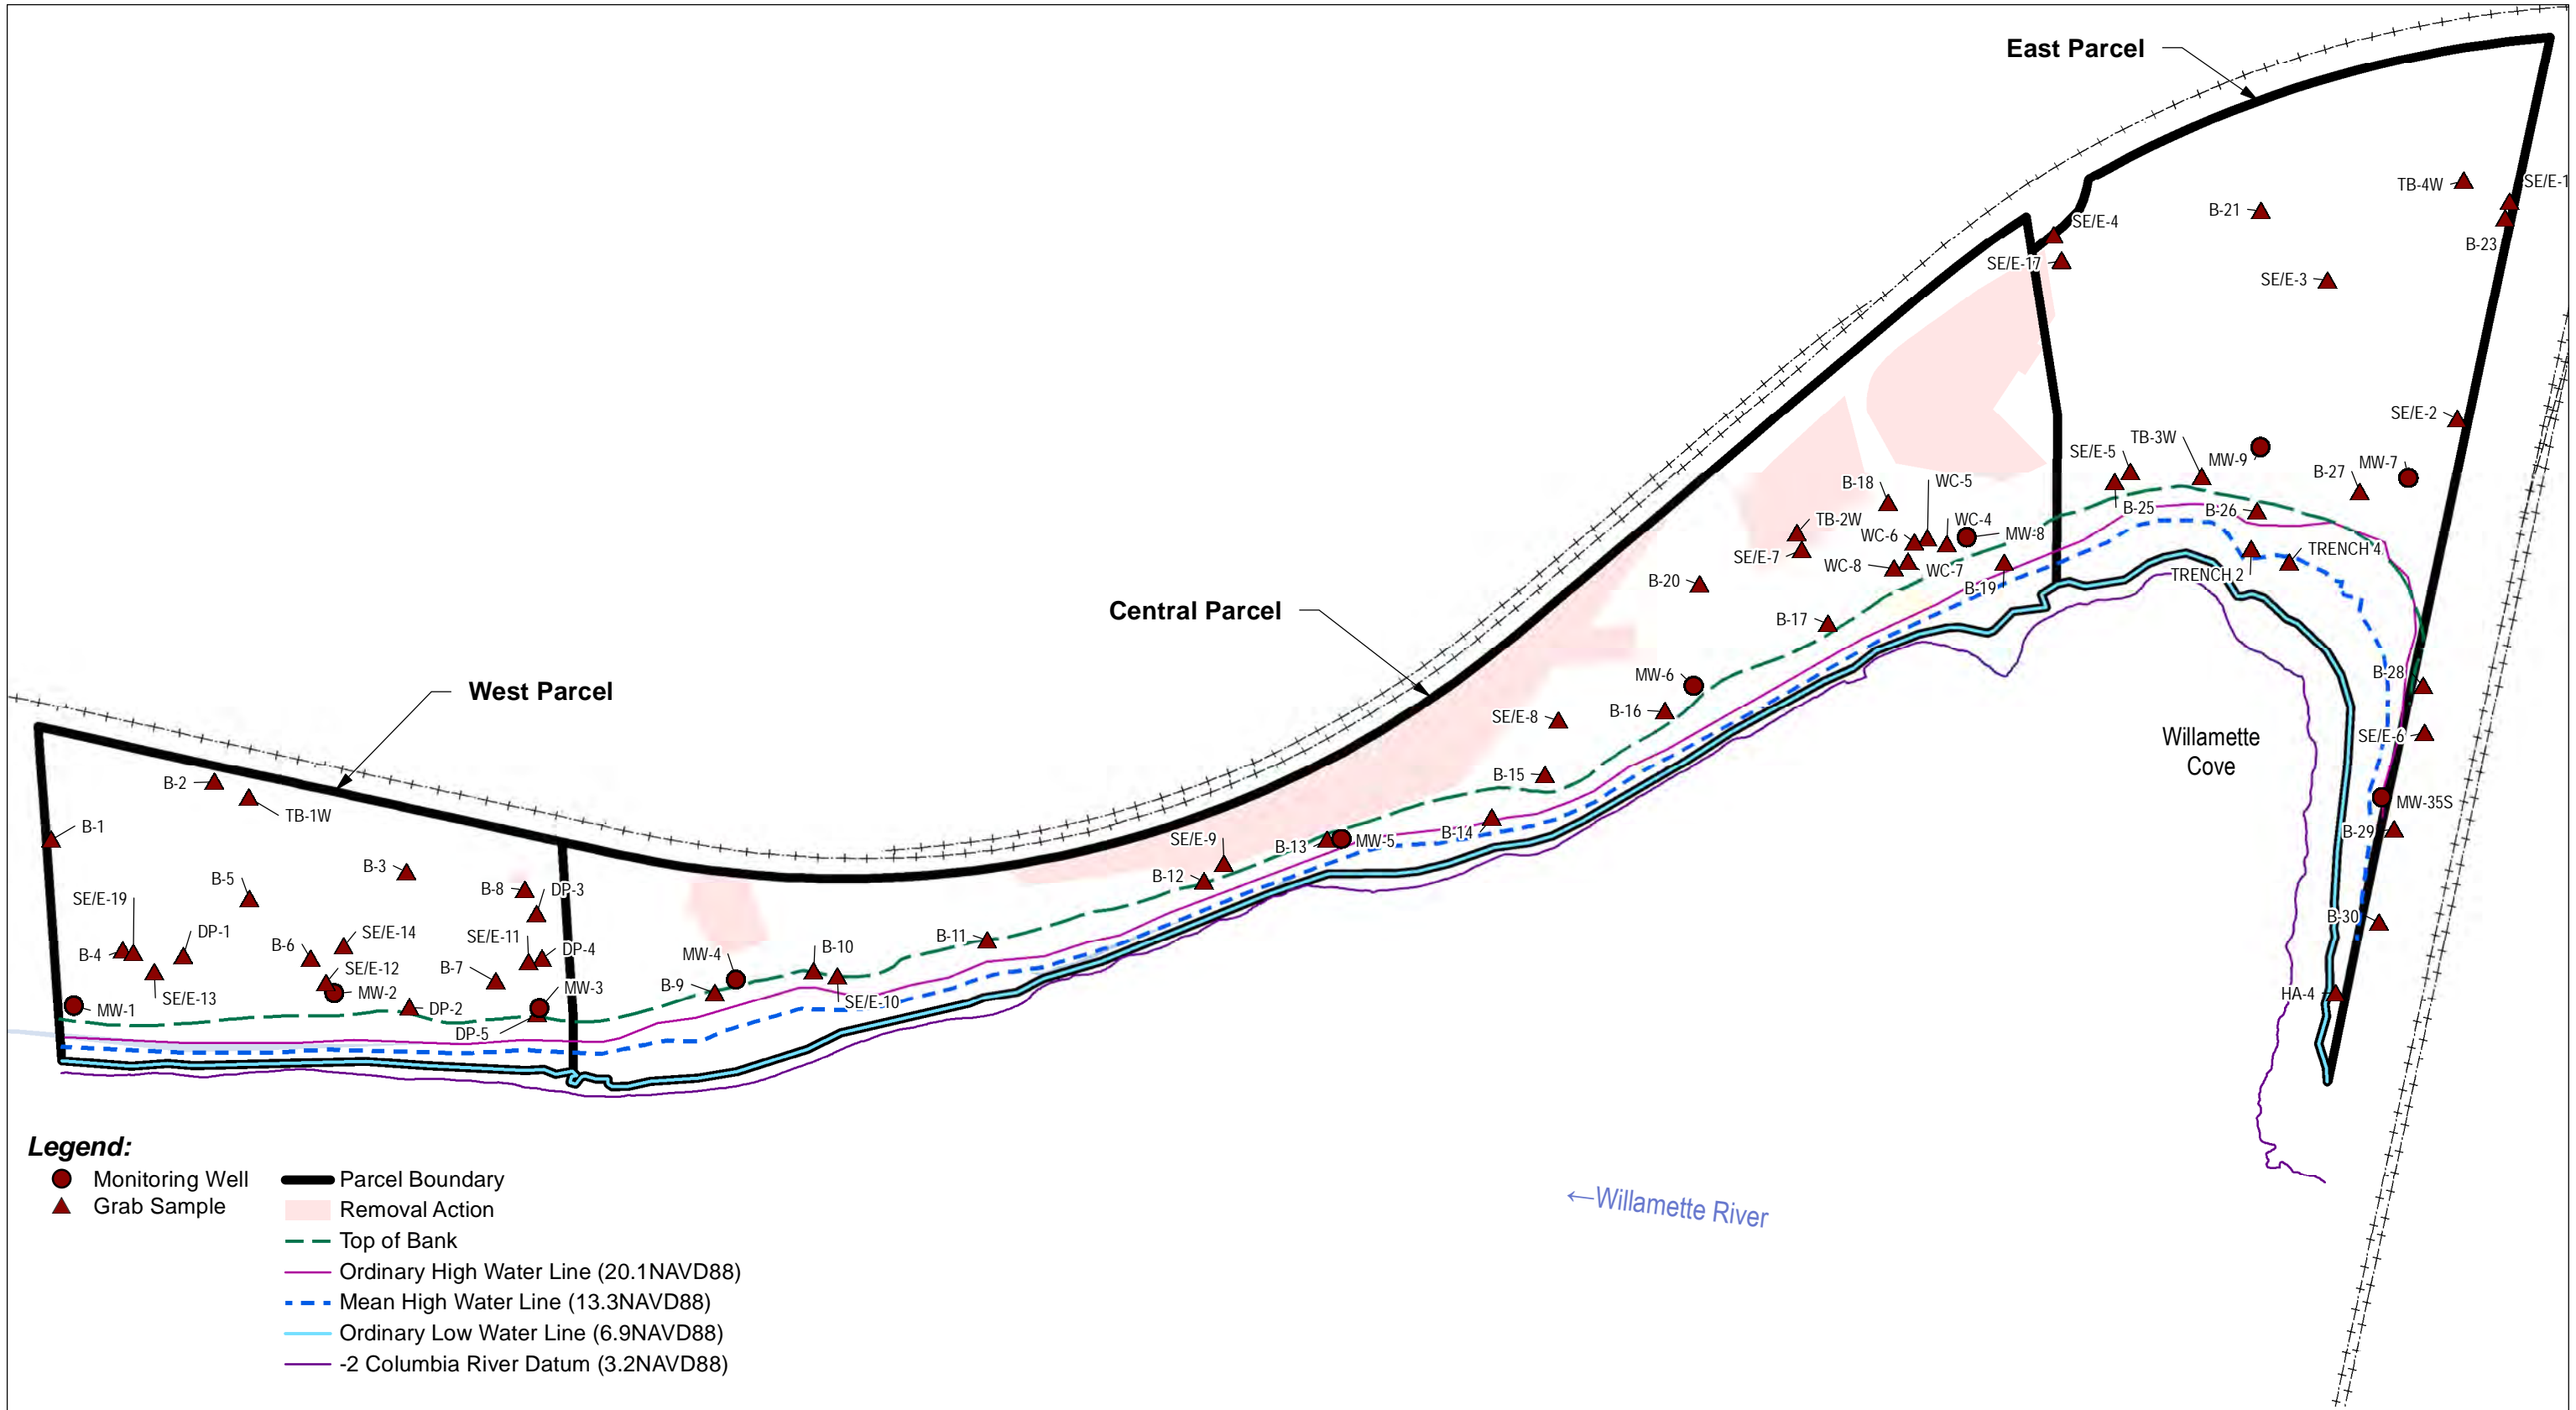 East Parcel
TB-4W
SE/E-1
B-21
B-23
SE/E-4
SE/E-17
SE/E-3
SE/E-2
SE/E-5
TB-3W
MW-9
B-27
MW-7
B-18
WC-5
B-25
B-26
TB-2W
WC-6
WC-4
MW-8
SE/E-7
WC-8
WC-7
B-19
TRENCH 4
TRENCH 2
B-20
Central Parcel
B-17
MW-6
B-28
West Parcel
SE/E-8
B-16
SE/E-6
Willamette
Cove
B-2
TB-1W
B-15
MW-35S
B-1
B-14
B-29
SE/E-9
B-13
MW-5
B-3
B-12
B-5
B-8
DP-3
SE/E-19
B-30
SE/E-14
SE/E-11
B-10
B-11
B-4
DP-1
B-6
DP-4
MW-4
SE/E-12
B-7
SE/E-13
MW-2
MW-3
B-9
SE/E-10
HA-4
MW-1
DP-2
DP-5
Legend:
Monitoring Well
Grab Sample
Parcel Boundary
Removal Action
Top of Bank
Ordinary High Water Line (20.1NAVD88)
Mean High Water Line (13.3NAVD88)
Ordinary Low Water Line (6.9NAVD88)
-2 Columbia River Datum (3.2NAVD88)
←Willamette River